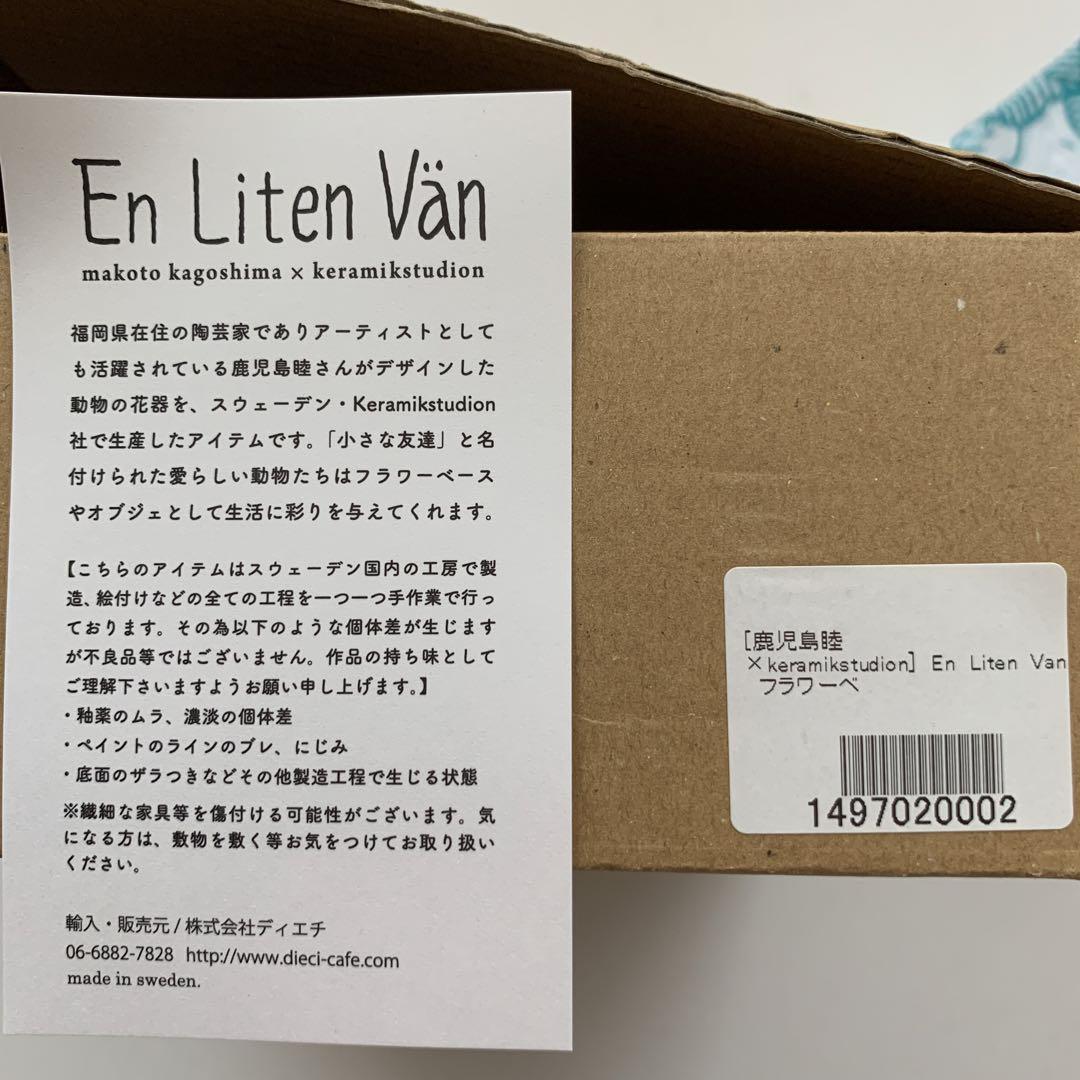 En Liten Vän
makoto kagoshima × keramikstudion
福岡県在住の陶芸家でありアーティストとして
も活躍されている鹿児島睦さんがデザインした
動物の花器を、スウェーデン・Keramikstudion
社で生産したアイテムです。「小さな友達」と名
付けられた愛らしい動物たちはフラワーベース
やオブジェとして生活に彩りを与えてくれます。
【こちらのアイテムはスウェーデン国内の工房で製
造、絵付けなどの全ての工程を一つ一つ手作業で行っ
ております。その為以下のような個体差が生じます
が不良品等ではございません。作品の持ち味として
ご理解下さいますようお願い申し上げます。】
・釉薬のムラ、濃淡の個体差
・ペイントのラインのブレ、にじみ
・底面のザラつきなどその他製造工程で生じる状態
※繊細な家具等を傷付ける可能性がございます。気
になる方は、敷物を敷く等お気をつけてお取り扱い
ください。
輸入・販売元 / 株式会社ディエチ
06-6882-7828 http://www.dieci-cafe.com
made in sweden.
[鹿児島睦
×keramikstudion] En Liten Van
フラワーベ
1497020002